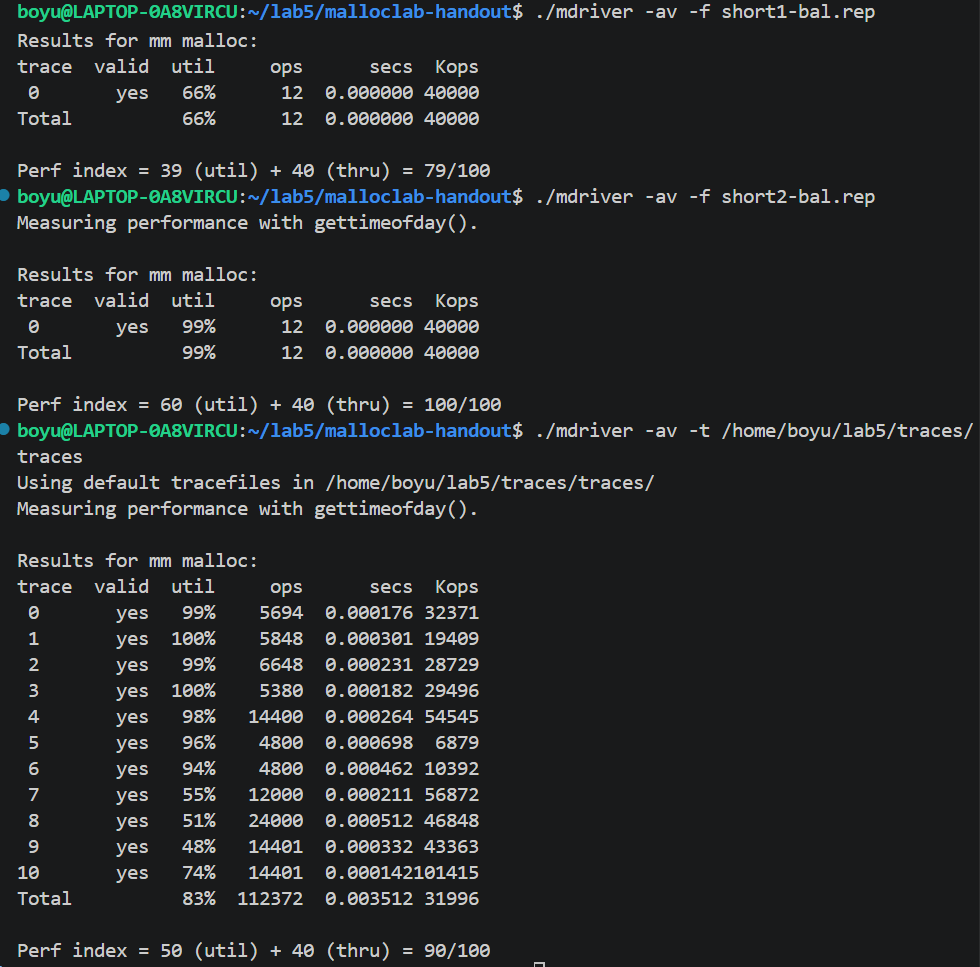 boyu@LAPTOP-0A8VIRCU:~/lab5/malloclab-handout$ ./mdriver -av -f short1-bal.rep
Results for mm malloc:
trace  valid  util     ops      secs  Kops
 0       yes   66%      12  0.000000 40000
Total          66%      12  0.000000 40000

Perf index = 39 (util) + 40 (thru) = 79/100
boyu@LAPTOP-0A8VIRCU:~/lab5/malloclab-handout$ ./mdriver -av -f short2-bal.rep
Measuring performance with gettimeofday().

Results for mm malloc:
trace  valid  util     ops      secs  Kops
 0       yes   99%      12  0.000000 40000
Total          99%      12  0.000000 40000

Perf index = 60 (util) + 40 (thru) = 100/100
boyu@LAPTOP-0A8VIRCU:~/lab5/malloclab-handout$ ./mdriver -av -t /home/boyu/lab5/traces/
traces
Using default tracefiles in /home/boyu/lab5/traces/traces/
Measuring performance with gettimeofday().

Results for mm malloc:
trace  valid  util     ops      secs  Kops
 0       yes   99%    5694  0.000176 32371
 1       yes  100%    5848  0.000301 19409
 2       yes   99%    6648  0.000231 28729
 3       yes  100%    5380  0.000182 29496
 4       yes   98%   14400  0.000264 54545
 5       yes   96%    4800  0.000698  6879
 6       yes   94%    4800  0.000462 10392
 7       yes   55%   12000  0.000211 56872
 8       yes   51%   24000  0.000512 46848
 9       yes   48%   14401  0.000332 43363
10       yes   74%   14401  0.000142101415
Total          83%  112372  0.003512 31996

Perf index = 50 (util) + 40 (thru) = 90/100